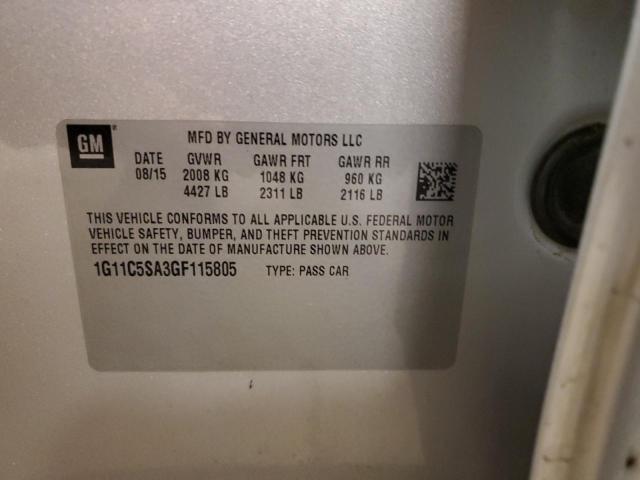 GM
MFD BY GENERAL MOTORS LLC
DATE GVWR GAWR FRT GAWR RR
08/15 2008 KG 1048 KG 960 KG
4427 LB 2311 LB 2116 LB
THIS VEHICLE CONFORMS TO ALL APPLICABLE U.S. FEDERAL MOTOR
VEHICLE SAFETY, BUMPER, AND THEFT PREVENTION STANDARDS IN
EFFECT ON THE DATE OF MANUFACTURE SHOWN ABOVE.
1G11C5SA3GF115805 TYPE: PASS CAR